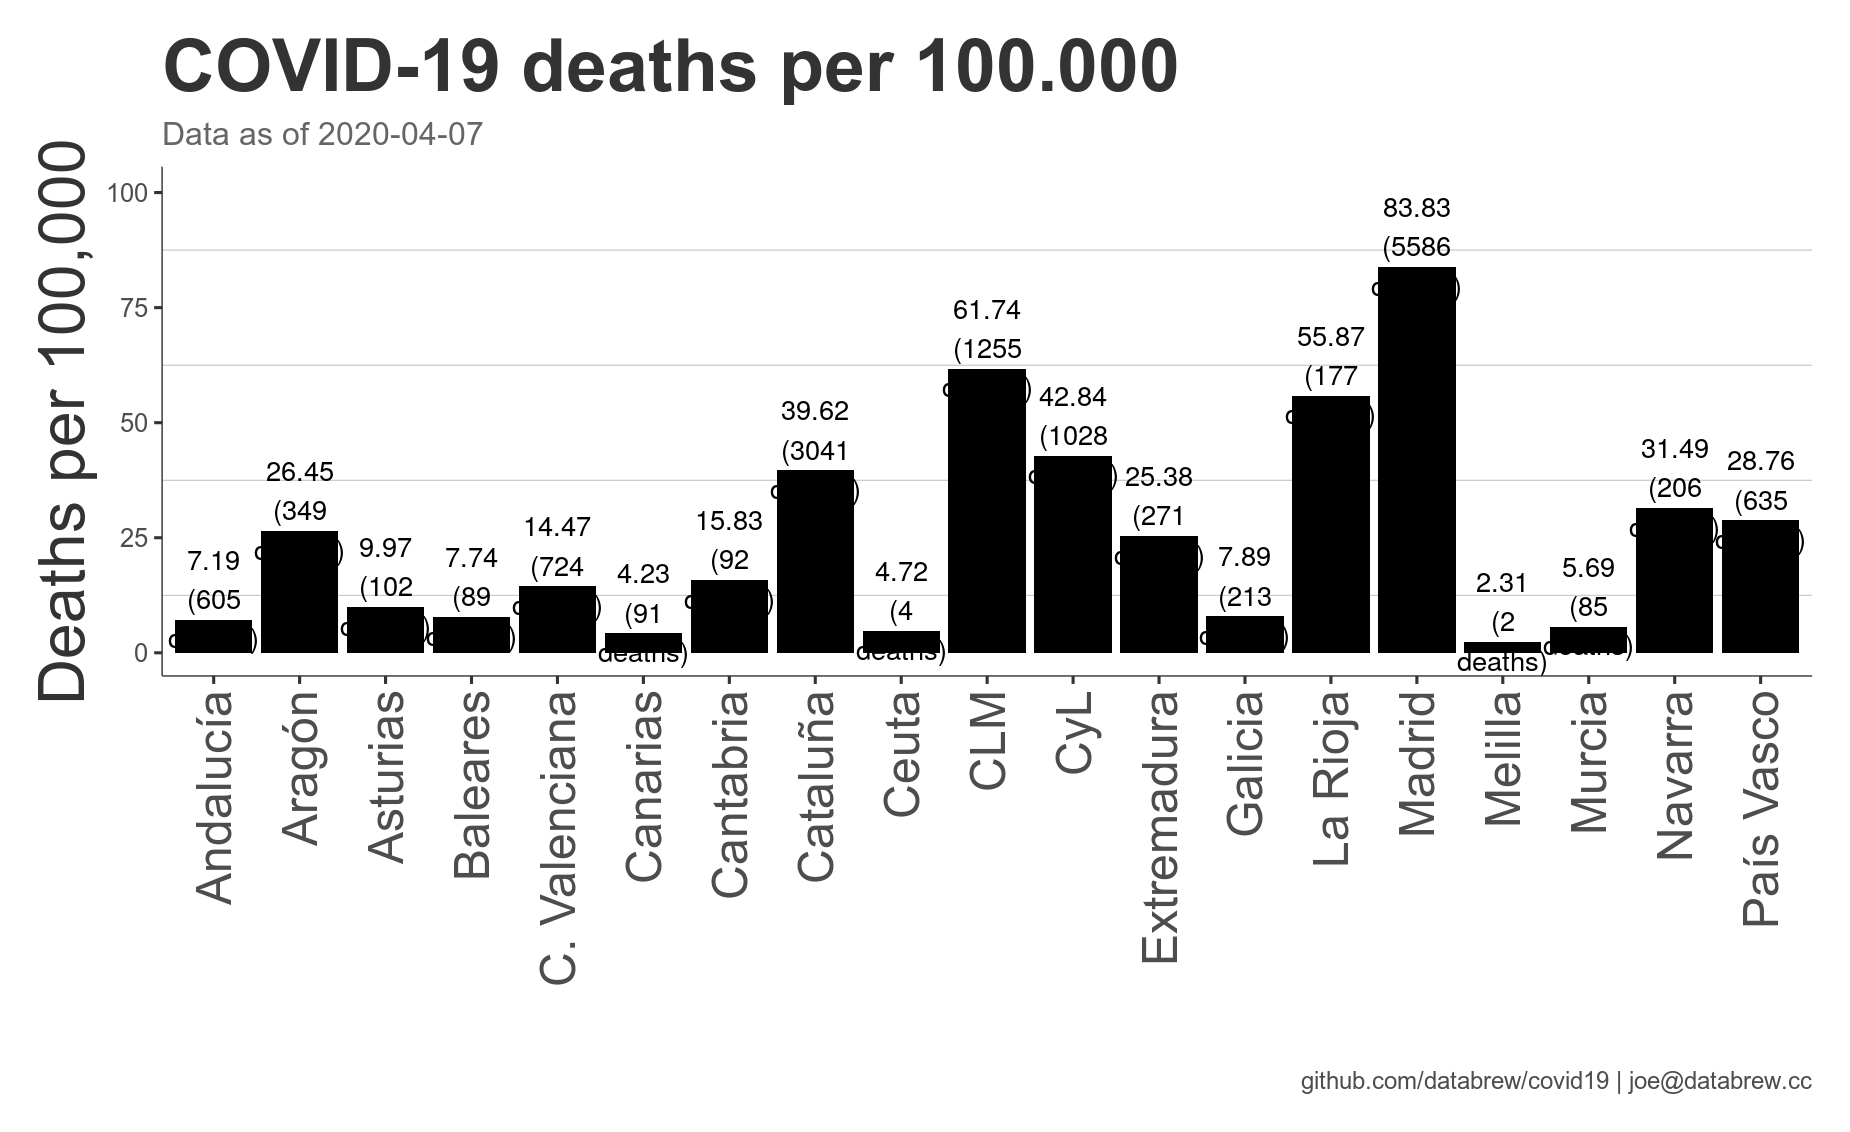 COVID-19 deaths per 100.000
Data as of 2020-04-07
Deaths per 100,000
100
75
50
25
0
7.19
(605
26.45
(349
9.97
(102
7.74
(89
14.47
(724
4.23
(91
deaths)
15.83
(92
39.62
(3041
4.72
(4
deaths)
61.74
(1255
42.84
(1028
25.38
(271
7.89
(213
55.87
(177
83.83
(5586
2.31
(2
deaths)
5.69
(85
deaths)
31.49
(206
28.76
(635
Andalucía
Aragón
Asturias
Baleares
C. Valenciana
Canarias
Cantabria
Cataluña
Ceuta
CLM
CyL
Extremadura
Galicia
La Rioja
Madrid
Melilla
Murcia
Navarra
País Vasco
github.com/databrew/covid19 | joe@databrew.cc